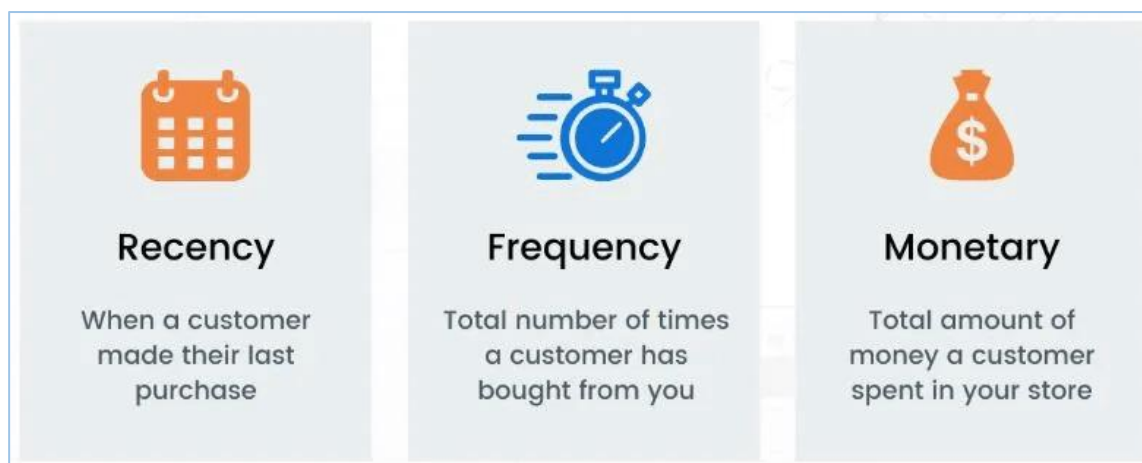 Recency
When a customer
made their last
purchase
Frequency
Total number of times
a customer has
bought from you
$
Monetary
Total amount of
money a customer
spent in your store